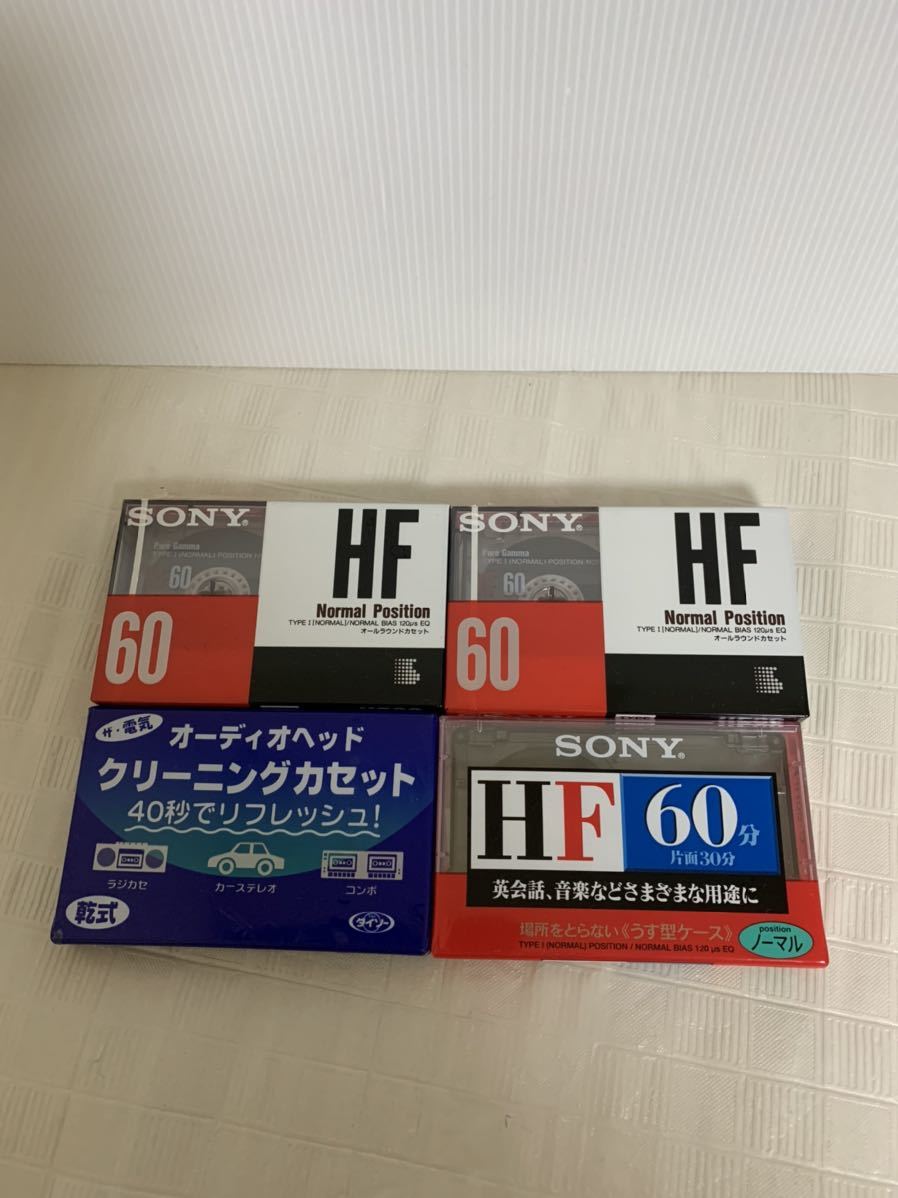 SONY®
Pure Gamma
TYPE I (NORMAL) POSITION
60
HF
Normal Position
TYPE I [NORMAL]/NORMAL BIAS 120μs EQ
オールラウンドカセット
60
SONY®
Pure Gamma
TYPE I (NORMAL) POSITION
60
HF
Normal Position
TYPE I [NORMAL]/NORMAL BIAS 120μs EQ
オールラウンドカセット
60
ザ・電気
オーディオヘッド
クリーニングカセット
40秒でリフレッシュ!
ラジカセ
カーステレオ
コンポ
乾式
ダイソー
SONY®
HF
60分
片面30分
英会話、音楽などさまざまな用途に
場所をとらない《うす型ケース》
TYPE I (NORMAL) POSITION / NORMAL BIAS 120 μs EQ
position
ノーマル